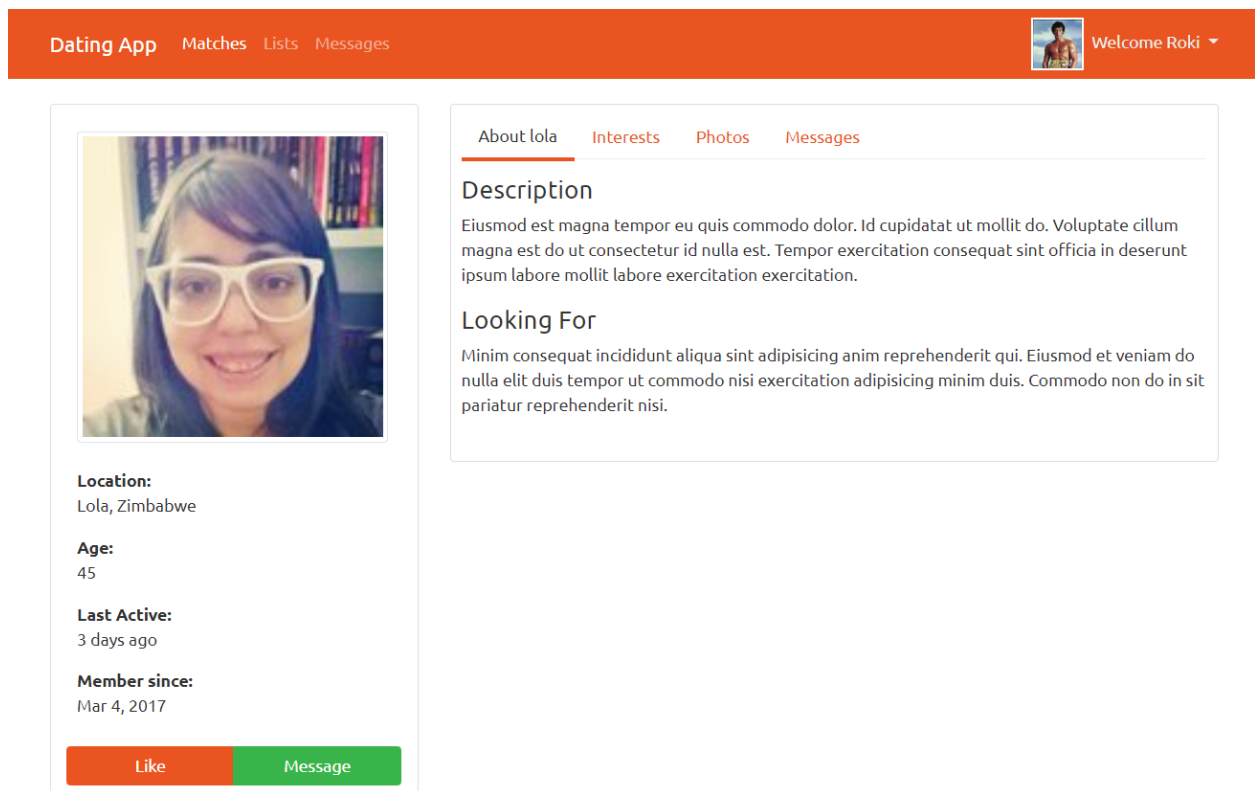 Dating App Matches Lists Messages Welcome Roki
About lola Interests Photos Messages
Description
Eiusmod est magna tempor eu quis commodo dolor. Id cupidatat ut mollit do. Voluptate cillum
magna est do ut consectetur id nulla est. Tempor exercitation consequat sint officia in deserunt
ipsum labore mollit labore exercitation exercitation.
Looking For
Minim consequat incididunt aliqua sint adipisicing anim reprehenderit qui. Eiusmod et veniam do
nulla elit duis tempor ut commodo nisi exercitation adipisicing minim duis. Commodo non do in sit
pariatur reprehenderit nisi.
Location:
Lola, Zimbabwe
Age:
45
Last Active:
3 days ago
Member since:
Mar 4, 2017
Like Message